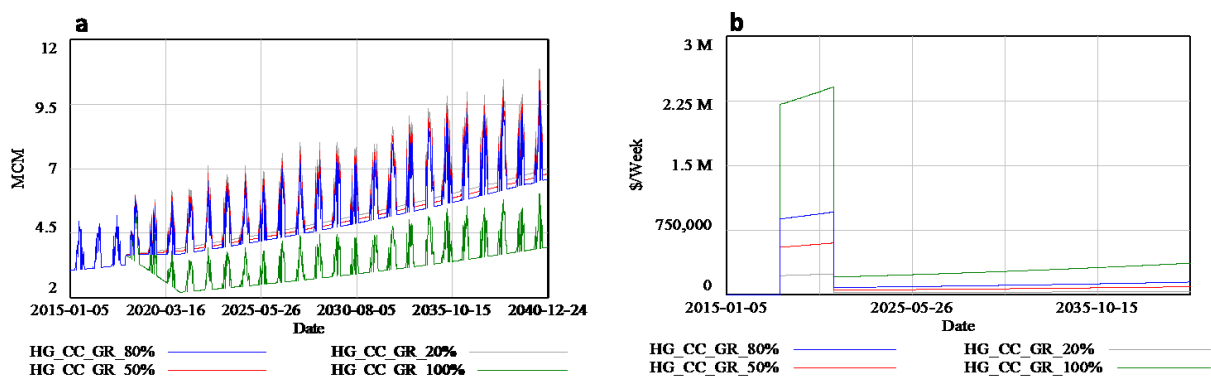 a
12
9.5
7
4.5
2
MCM
2015-01-05 2020-03-16 2025-05-26 2030-08-05 2035-10-15 2040-12-24
Date
HG_CC_GR_80% HG_CC_GR_20%
HG_CC_GR_50% HG_CC_GR_100%
b
3 M
2.25 M
1.5 M
750,000
0
$/Week
2015-01-05 2025-05-26 2035-10-15
Date
HG_CC_GR_80% HG_CC_GR_20%
HG_CC_GR_50% HG_CC_GR_100%